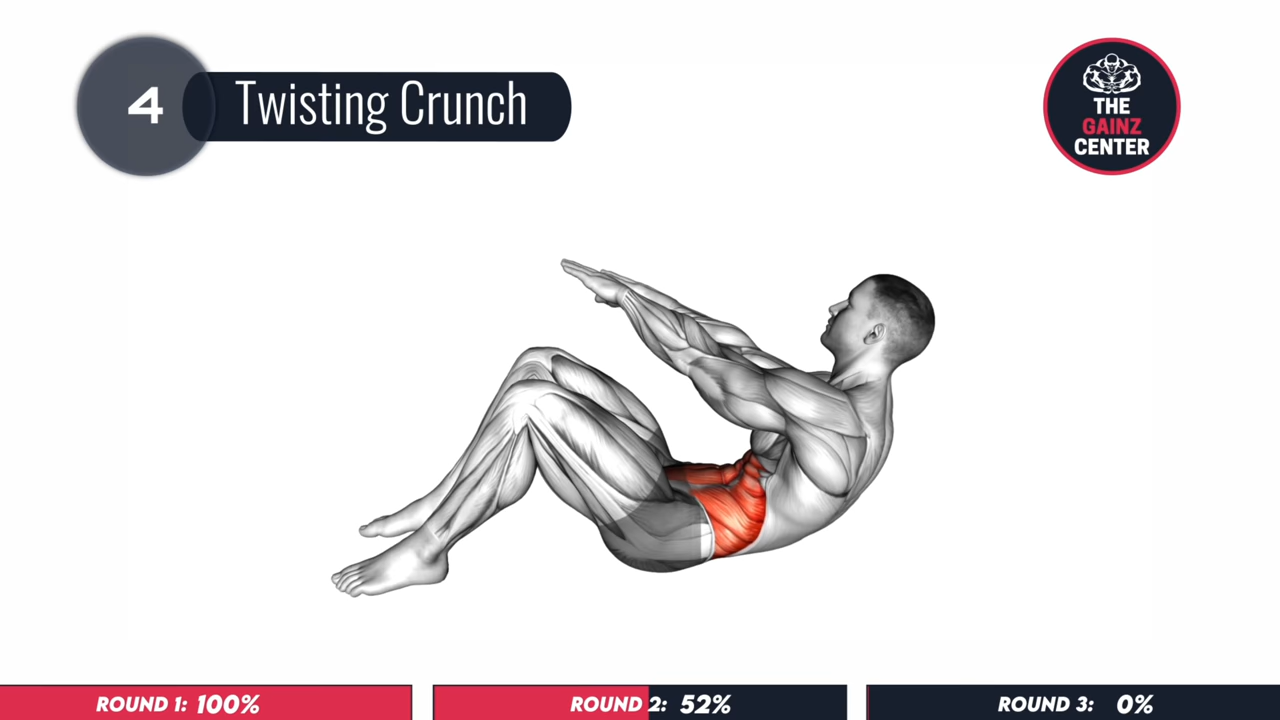 4
Twisting Crunch
THE
GAINZ
CENTER
ROUND 1: 100%
ROUND 2: 52%
ROUND 3: 0%